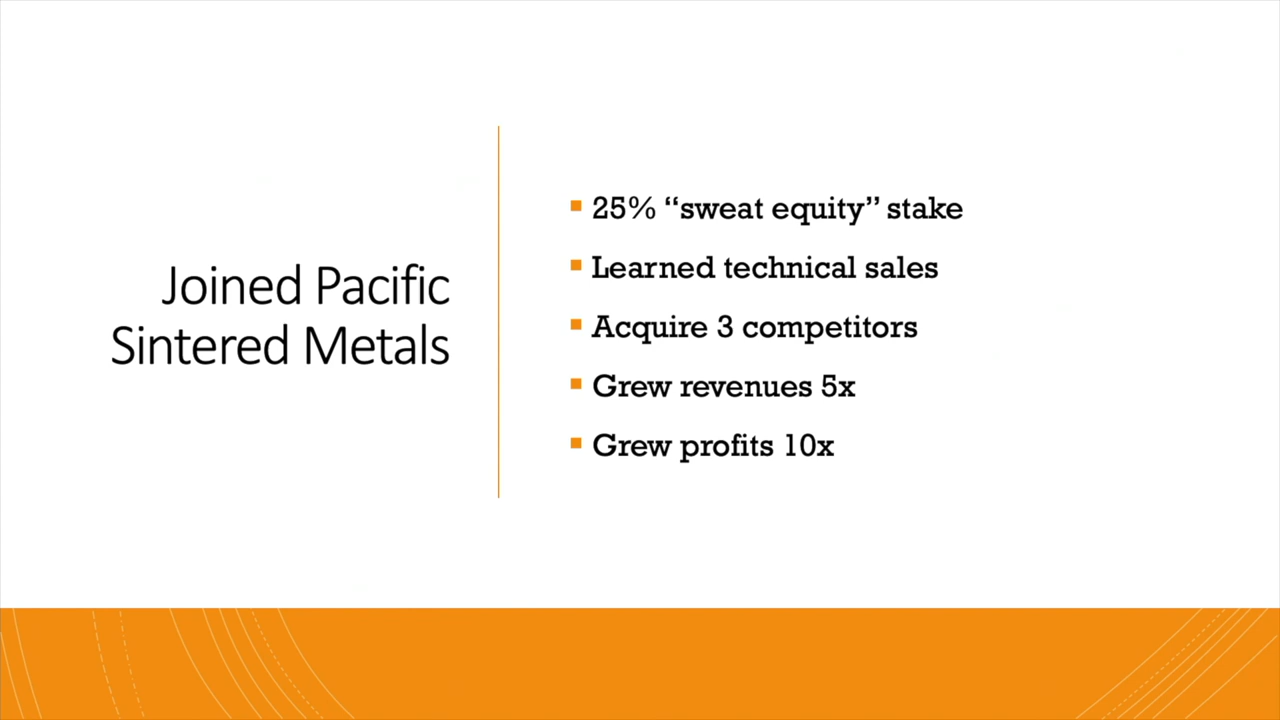 Joined Pacific
Sintered Metals
25% “sweat equity” stake
Learned technical sales
Acquire 3 competitors
Grew revenues 5x
Grew profits 10x